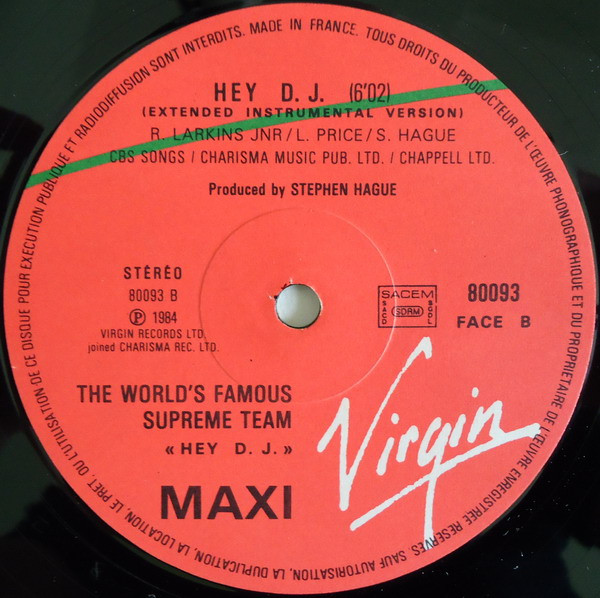 MADE IN FRANCE. TOUS DROITS DU PRODUCTEUR DE L'ŒUVRE PHONOGRAPHIQUE ET DU PROPRIETAIRE DE L'ŒUVRE ENREGISTREE RESERVES. SAUF AUTORISATION, LA DUPLICATION, LA LOCATION, LE PRET, OU L'UTILISATION DE CE DISQUE POUR EXECUTION PUBLIQUE ET RADIODIFFUSION SONT INTERDITS.
HEY D.J. (6'02)
(EXTENDED INSTRUMENTAL VERSION)
R. LARKINS JNR/L. PRICE/S. HAGUE
CBS SONGS / CHARISMA MUSIC PUB. LTD. / CHAPPELL LTD.
Produced by STEPHEN HAGUE
STÉRÉO
80093 B
Ⓟ 1984
VIRGIN RECORDS LTD.
joined CHARISMA REC. LTD.
SACEM
SACD
SDRM
SGDL
80093
FACE B
THE WORLD'S FAMOUS
SUPREME TEAM
« HEY D. J. »
MAXI
Virgin